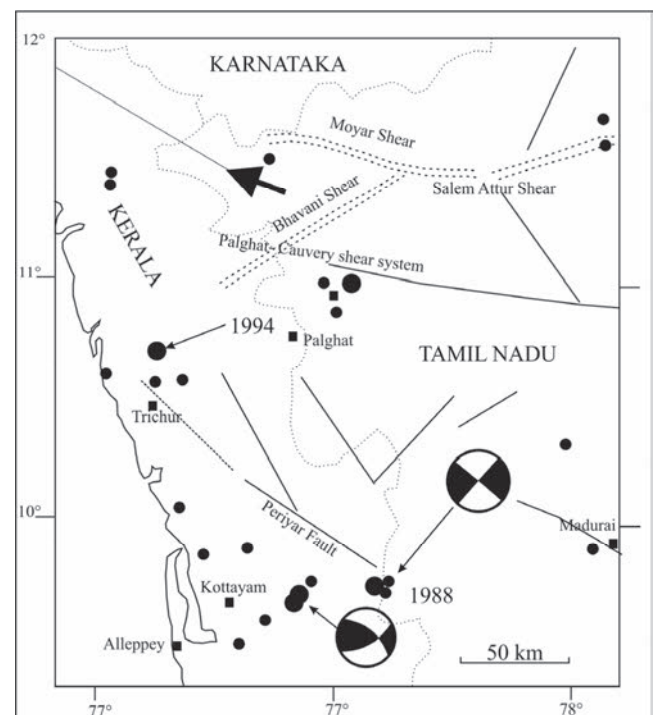 12°
KARNATAKA
Moyar Shear
Salem Attur Shear
Bhavani Shear
KERALA
Palghat- Cauvery shear system
11°
1994
Palghat
TAMIL NADU
Trichur
10°
Periyar Fault
Madurai
Kottayam
1988
Alleppey
50 km
77°
77°
78°